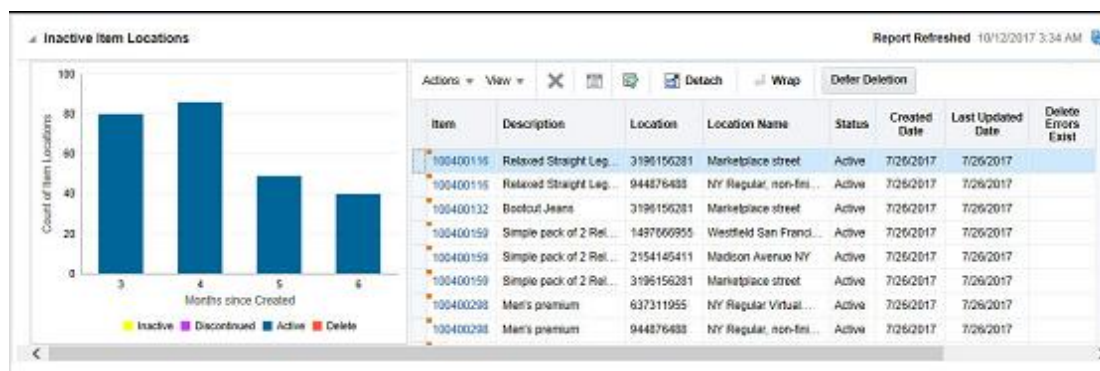 Inactive Item Locations
Report Refreshed 10/12/2017 3:34 AM
100
80
60
40
20
0
Count of Item Locations
3 4 5 6
Months since Created
Inactive Discontinued Active Delete
Actions View Detach Wrap Defer Deletion
Item Description Location Location Name Status Created Date Last Updated Date Delete Errors Exist
100400116 Relaxed Straight Leg... 3196156281 Marketplace street Active 7/26/2017 7/26/2017
100400116 Relaxed Straight Leg... 944876488 NY Regular, non-fini... Active 7/26/2017 7/26/2017
100400132 Bootcut Jeans 3196156281 Marketplace street Active 7/26/2017 7/26/2017
100400159 Simple pack of 2 Rel... 1497666955 Westfield San Franci... Active 7/26/2017 7/26/2017
100400159 Simple pack of 2 Rel... 2154145411 Madison Avenue NY Active 7/26/2017 7/26/2017
100400159 Simple pack of 2 Rel... 3196156281 Marketplace street Active 7/26/2017 7/26/2017
100400298 Men's premium 637311955 NY Regular Virtual... Active 7/26/2017 7/26/2017
100400298 Men's premium 944876488 NY Regular, non-fini... Active 7/26/2017 7/26/2017